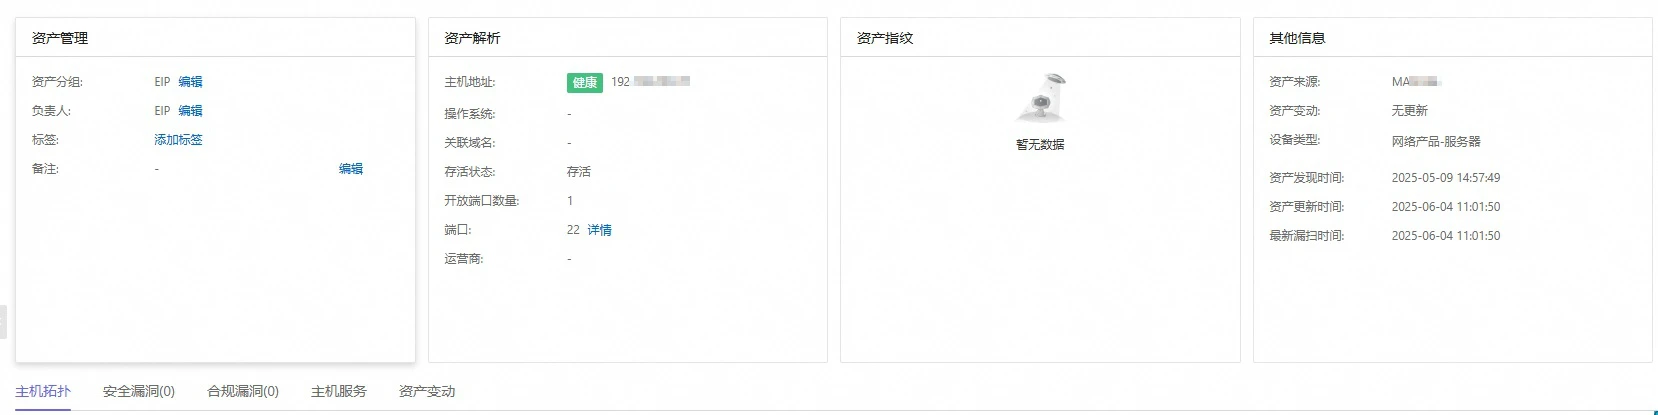 资产管理
资产分组: EIP 编辑
负责人: EIP 编辑
标签: 添加标签
备注: - 编辑
资产解析
主机地址: 健康 192
操作系统: -
关联域名: -
存活状态: 存活
开放端口数量: 1
端口: 22 详情
运营商: -
资产指纹
暂无数据
其他信息
资产来源: MA
资产变动: 无更新
设备类型: 网络产品-服务器
资产发现时间: 2025-05-09 14:57:49
资产更新时间: 2025-06-04 11:01:50
最新漏扫时间: 2025-06-04 11:01:50
主机拓扑 安全漏洞(0) 合规漏洞(0) 主机服务 资产变动